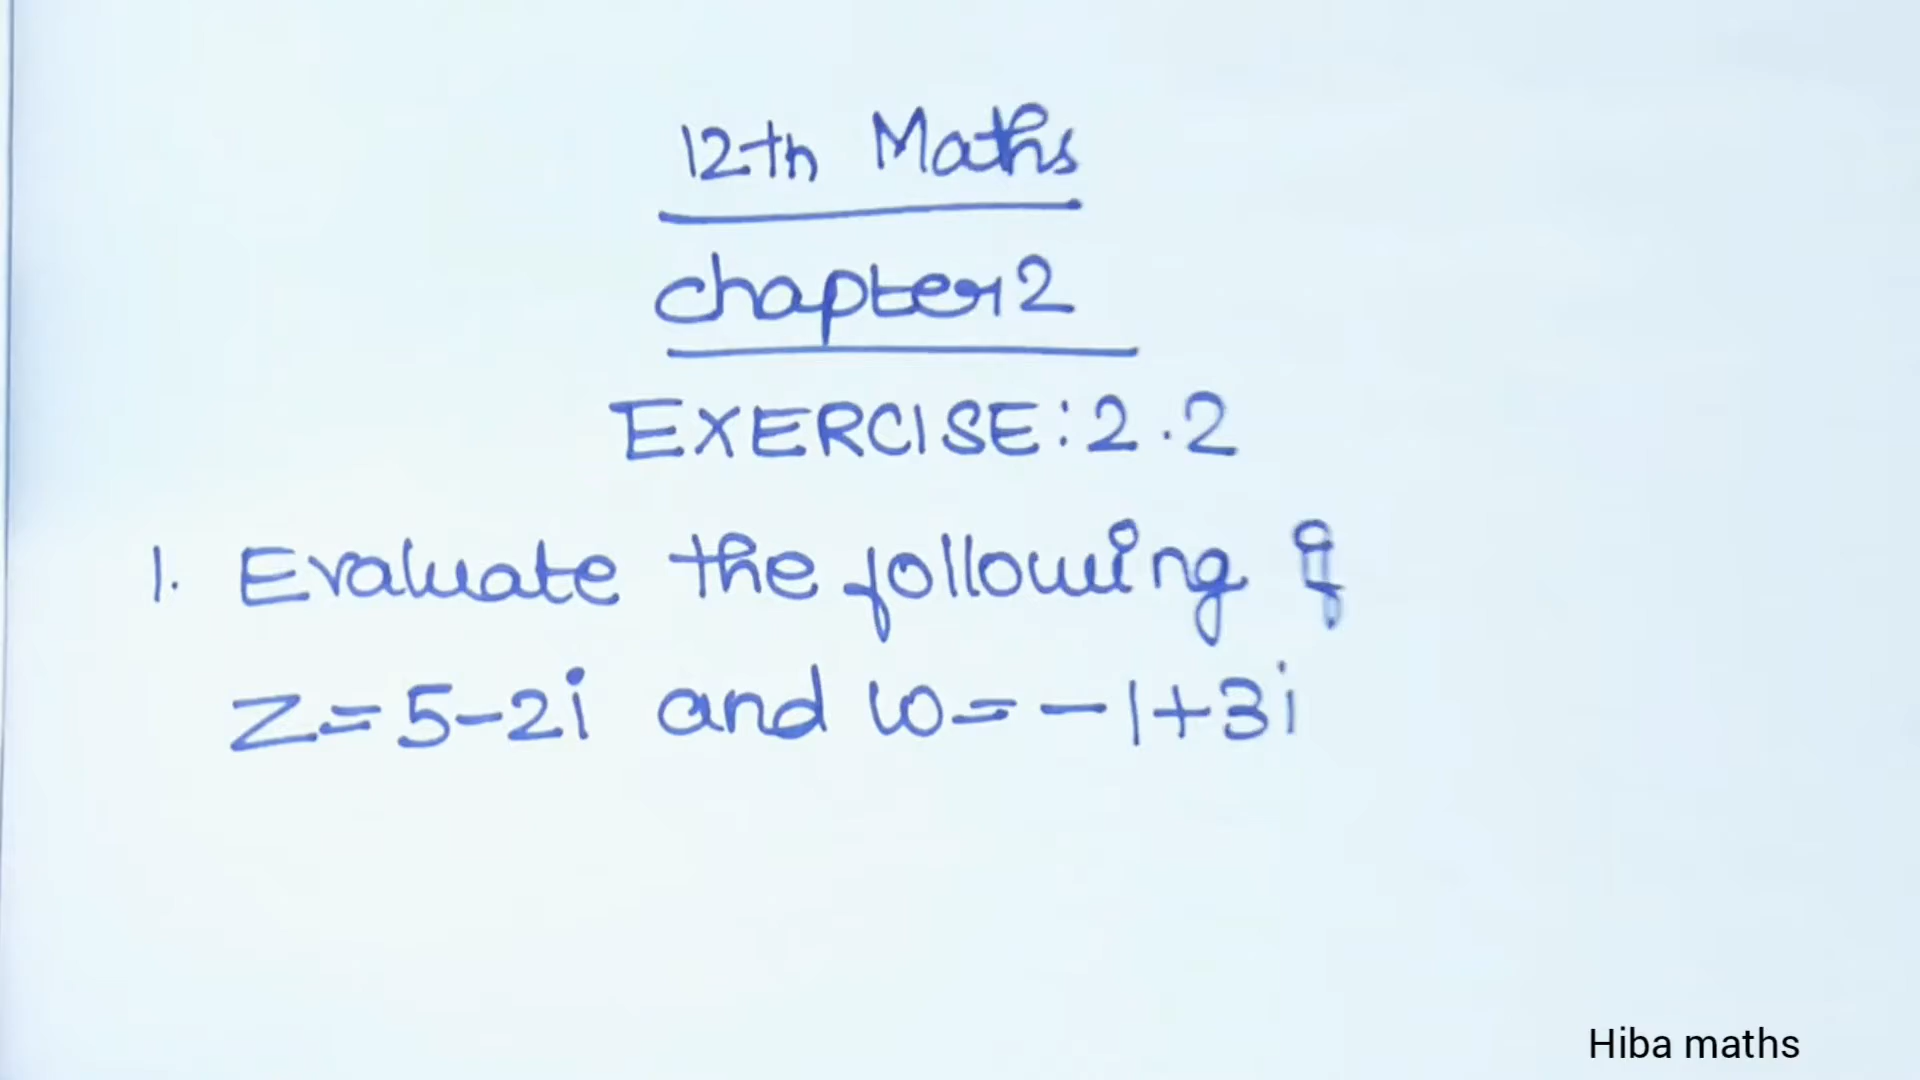 12th Maths
chapter 2
EXERCISE: 2.2
1. Evaluate the following if
z=5-2i and w=-1+3i
Hiba maths